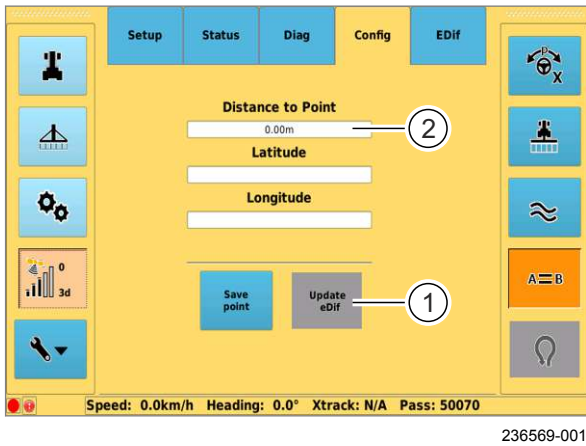 Setup Status Diag Config EDif
Distance to Point
0.00m
2
Latitude
Longitude
P
X
0
3d
Save
point
Update
eDif
1
A=B
Speed: 0.0km/h Heading: 0.0° Xtrack: N/A Pass: 50070
236569-001